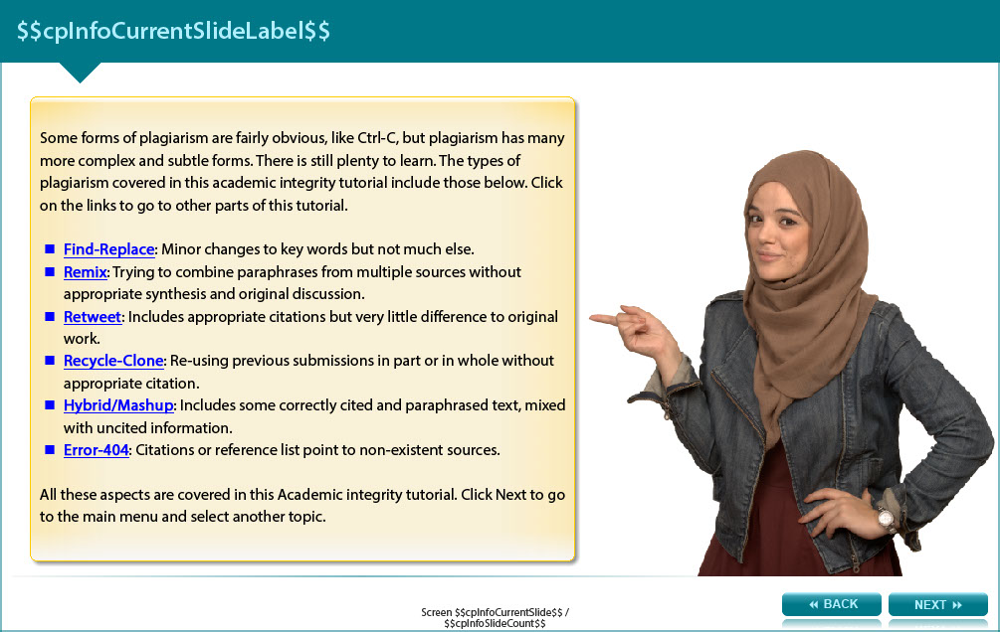 $$cpInfoCurrentSlideLabel$$
Some forms of plagiarism are fairly obvious, like Ctrl-C, but plagiarism has many
more complex and subtle forms. There is still plenty to learn. The types of
plagiarism covered in this academic integrity tutorial include those below. Click
on the links to go to other parts of this tutorial.
Find-Replace: Minor changes to key words but not much else.
Remix: Trying to combine paraphrases from multiple sources without
appropriate synthesis and original discussion.
Retweet: Includes appropriate citations but very little difference to original
work.
Recycle-Clone: Re-using previous submissions in part or in whole without
appropriate citation.
Hybrid/Mashup: Includes some correctly cited and paraphrased text, mixed
with uncited information.
Error-404: Citations or reference list point to non-existent sources.
All these aspects are covered in this Academic integrity tutorial. Click Next to go
to the main menu and select another topic.
Screen $$cpInfoCurrentSlide$$ /
$$cpInfoSlideCount$$
BACK
NEXT